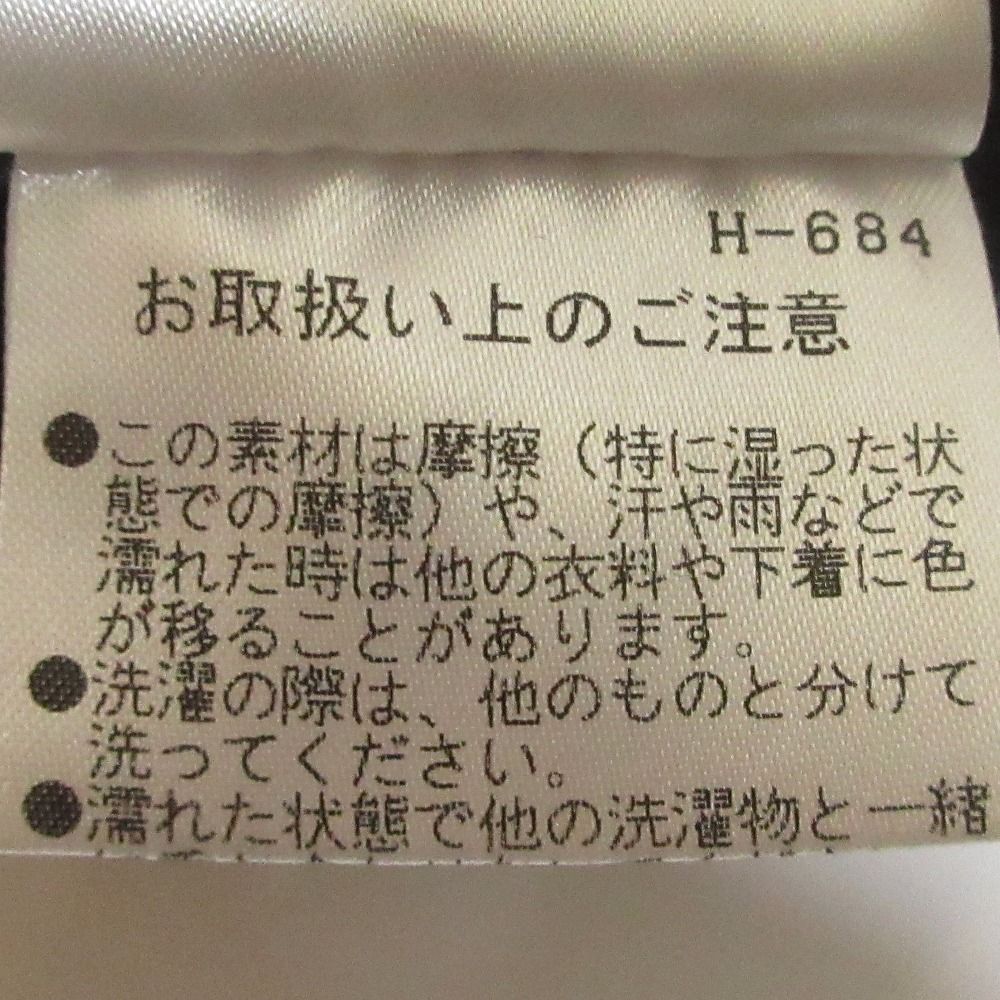 H-684
お取扱い上のご注意
●この素材は摩擦（特に湿った状
態での摩擦）や、汗や雨などで
濡れた時は他の衣料や下着に色
が移ることがあります。
●洗濯の際は、他のものと分けて
洗ってください。
●濡れた状態で他の洗濯物と一緒